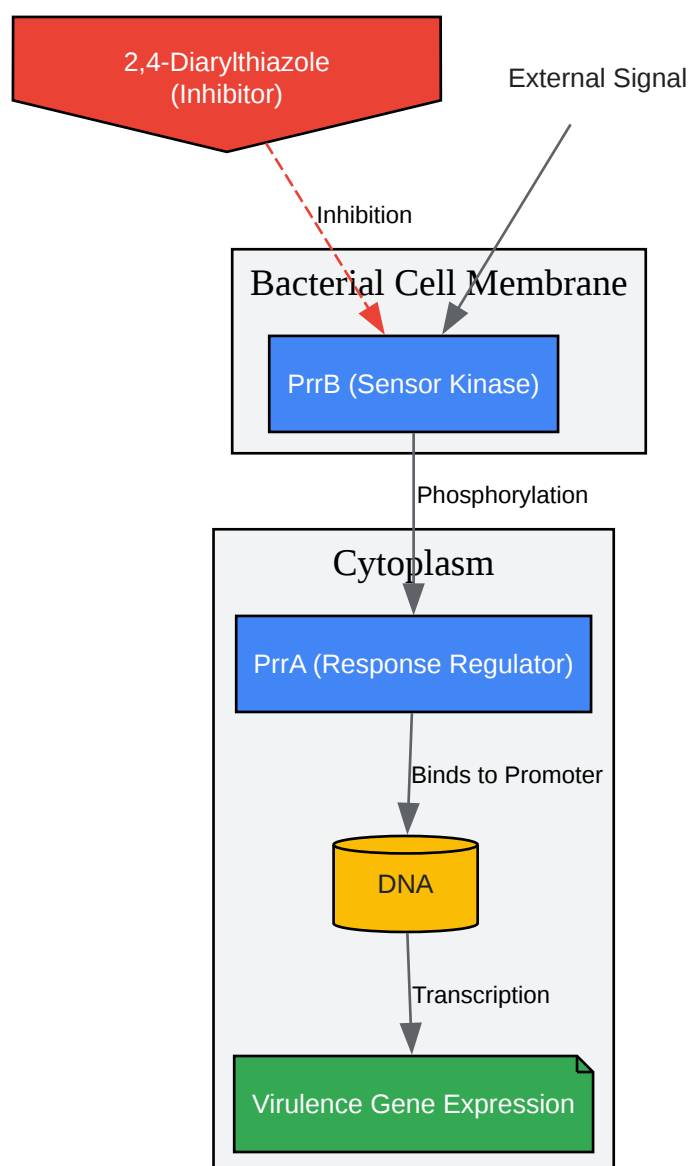 2,4-Diarylthiazole
(Inhibitor)
External Signal
Inhibition
Bacterial Cell Membrane
PrrB (Sensor Kinase)
Phosphorylation
Cytoplasm
PrrA (Response Regulator)
Binds to Promoter
DNA
Transcription
Virulence Gene Expression